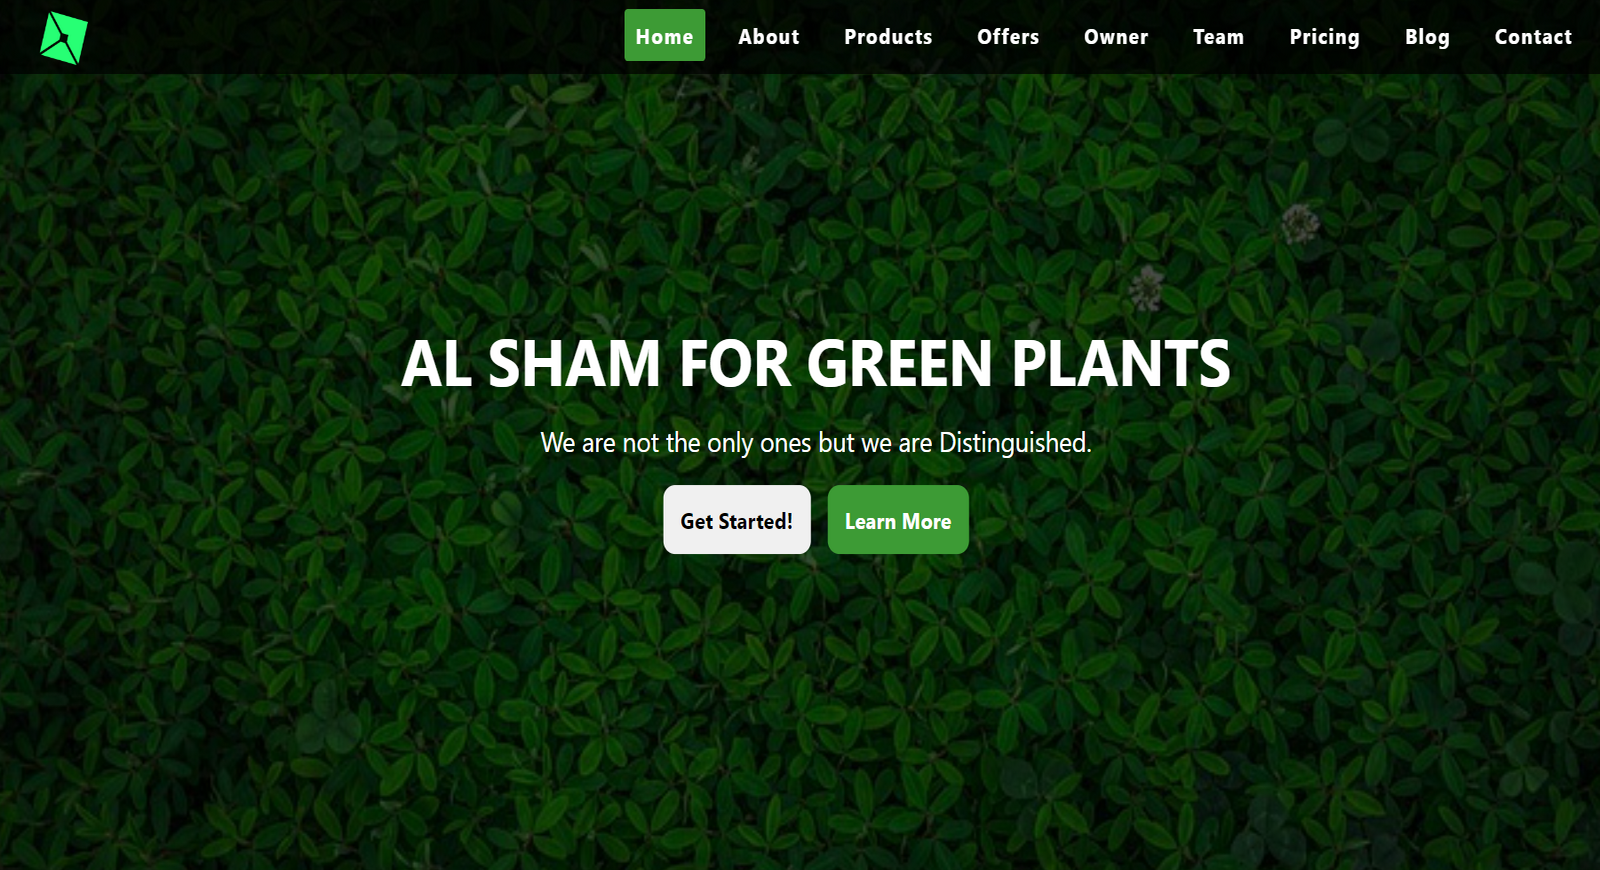 Home About Products Offers Owner Team Pricing Blog Contact
AL SHAM FOR GREEN PLANTS
We are not the only ones but we are Distinguished.
Get Started! Learn More